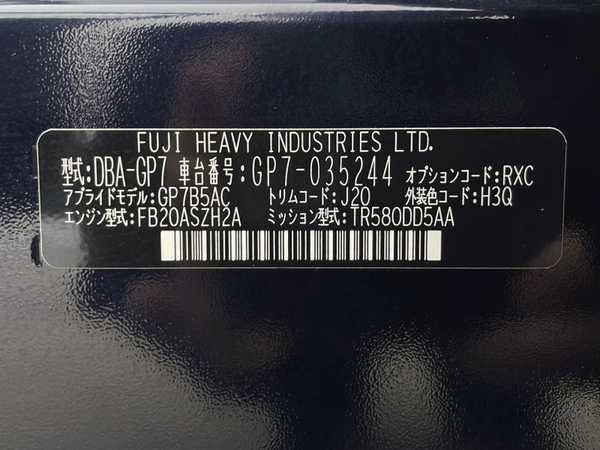 FUJI HEAVY INDUSTRIES LTD.
型式:DBA-GP7 車台番号:GP7-035244 オプションコード:RXC
アプライドモデル:GP7B5AC トリムコード:J20 外装色コード:H3Q
エンジン型式:FB20ASZH2A ミッション型式:TR580DD5AA